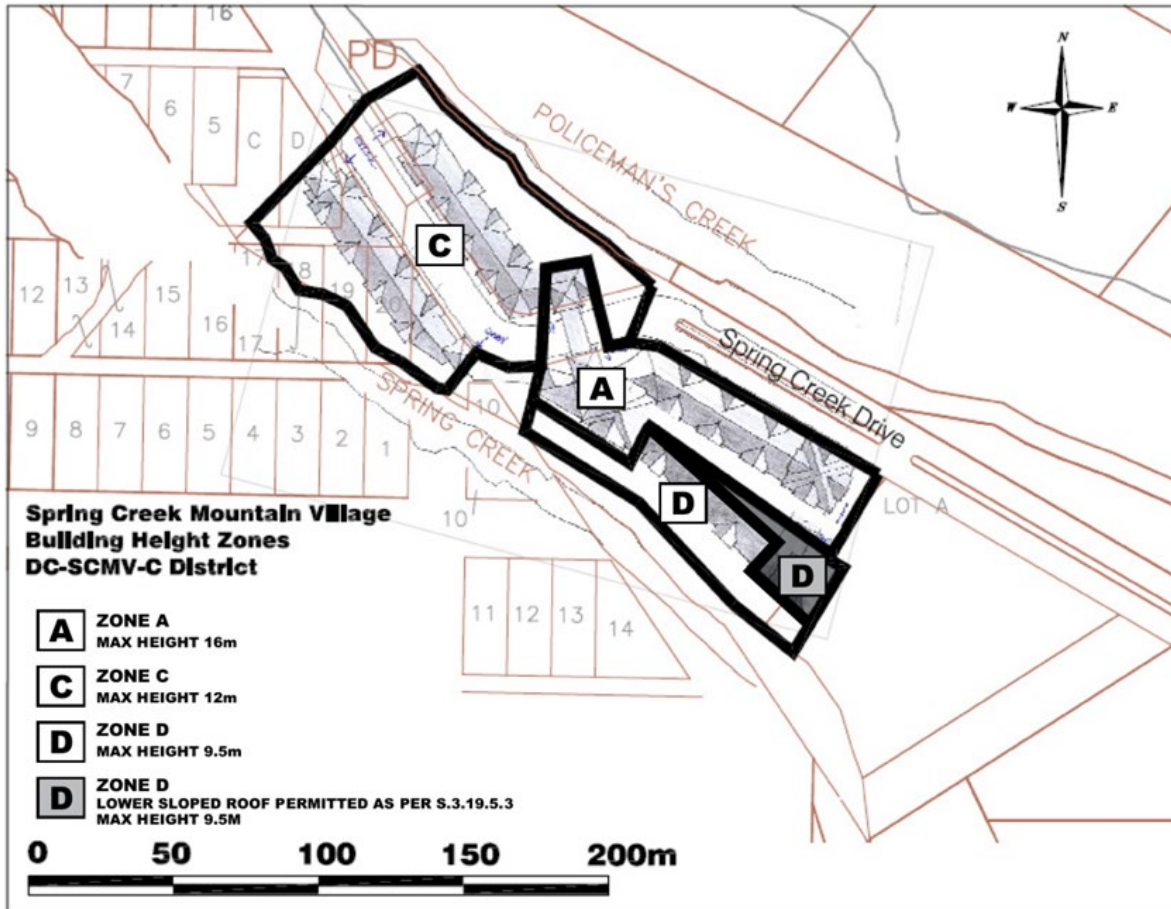 16
16
7
6
5
C
D
PD
N
W E
S
POLICEMAN'S CREEK
C
12
13
14
15
16
17
17
18
19
20
A
Spring Creek Drive
9
8
7
6
5
4
3
2
1
10
SPRING CREEK
D
LOT A
10
D
11
12
13
14
Spring Creek Mountain Village
Building Height Zones
DC-SCMV-C District
A ZONE A
MAX HEIGHT 16m
C ZONE C
MAX HEIGHT 12m
D ZONE D
MAX HEIGHT 9.5m
D ZONE D
LOWER SLOPED ROOF PERMITTED AS PER S.3.19.5.3
MAX HEIGHT 9.5M
0 50 100 150 200m